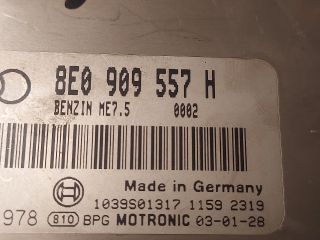 8E0 909 557 H
BENZIN ME7.5 0002
Made in Germany
1039S01317 1159 2319
978 810 BPG MOTRONIC 03-01-28